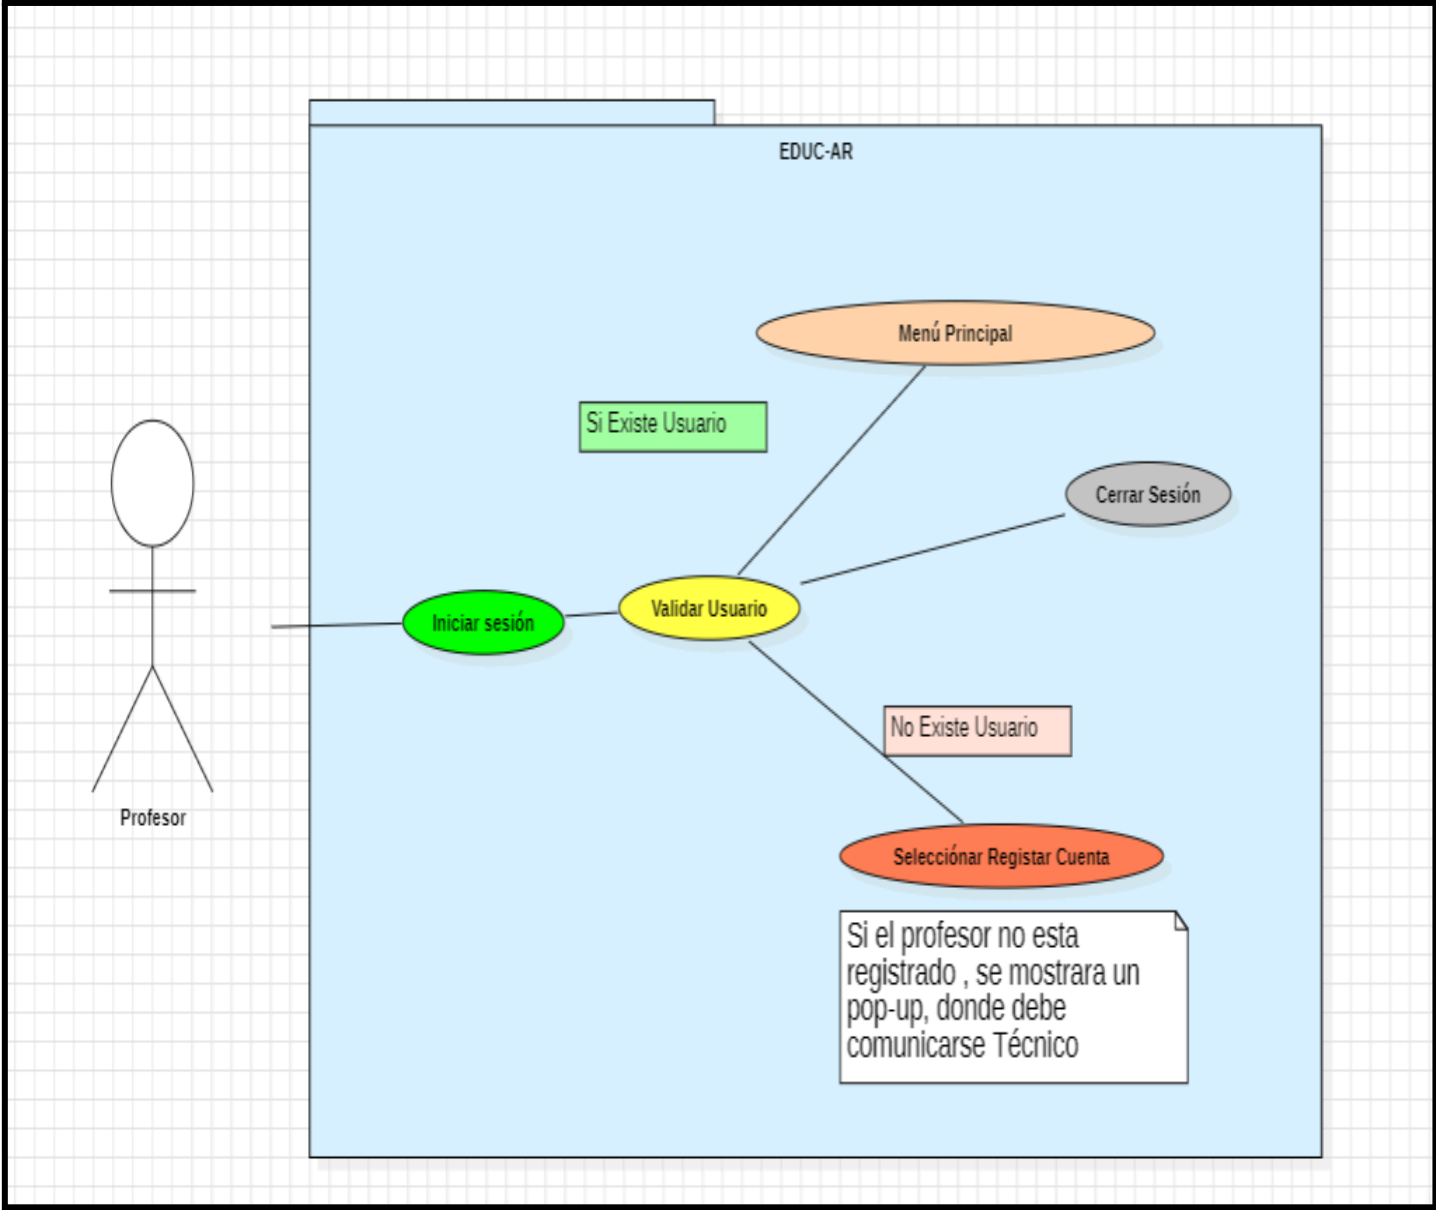 EDUC-AR
Menú Principal
Si Existe Usuario
Cerrar Sesión
Validar Usuario
Iniciar sesión
No Existe Usuario
Profesor
Selecciónar Registar Cuenta
Si el profesor no esta
registrado , se mostrara un
pop-up, donde debe
comunicarse Técnico